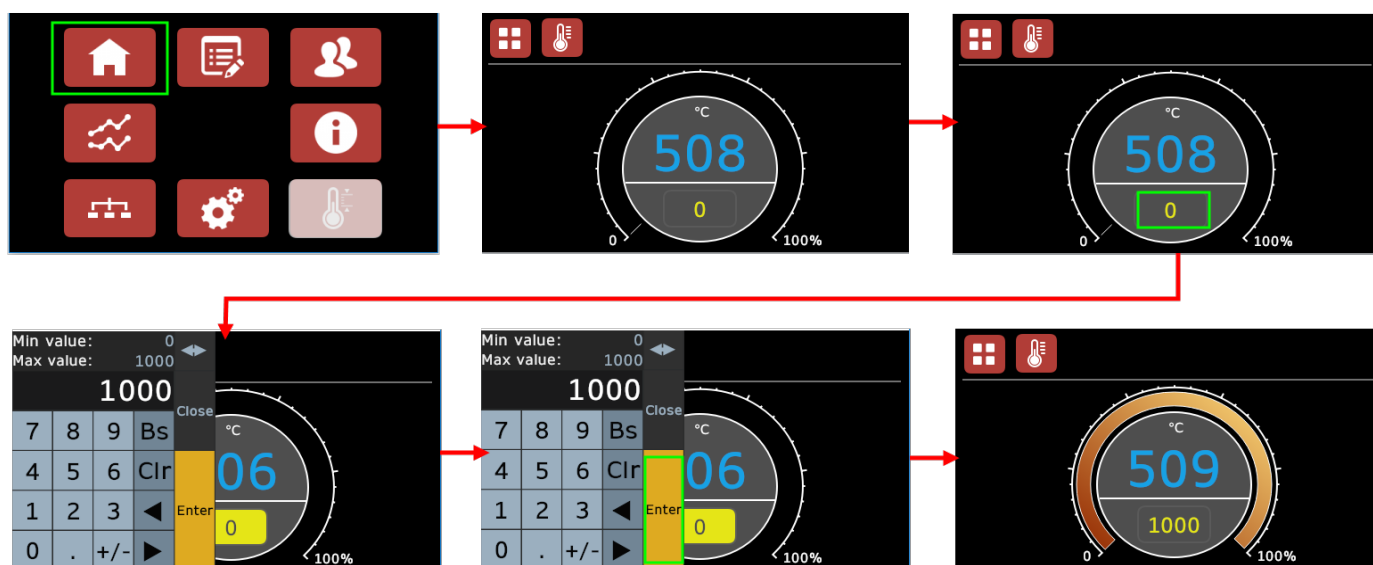 °C
508
0
0
100%
°C
508
0
0
100%
Min value: 0
Max value: 1000
1000
Close
7 8 9 Bs
4 5 6 Clr
1 2 3
Enter
0 . +/-
°C
06
0
100%
Min value: 0
Max value: 1000
1000
Close
7 8 9 Bs
4 5 6 Clr
1 2 3
Enter
0 . +/-
°C
06
0
100%
°C
509
1000
0
100%